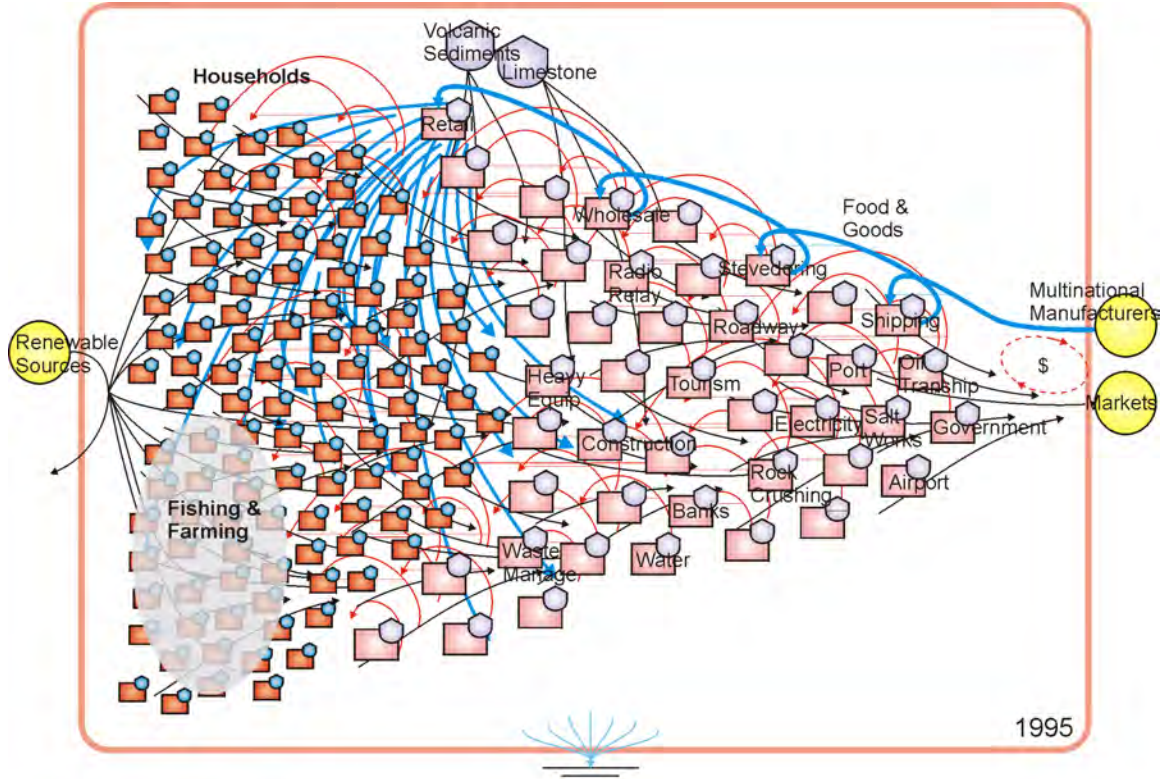 Volcanic
Sediments
Limestone
Households
Retail
Wholesale
Food &
Goods
Stevedoring
Radio
Relay
Multinational
Manufacturers
Shipping
Roadway
Renewable
Sources
$
Heavy
Equip
Tourism
Port
Oil
Tranship
Markets
Construction
Electricity
Salt
Works
Government
Rock
Crushing
Airport
Fishing &
Farming
Banks
Waste
Manage
Water
1995